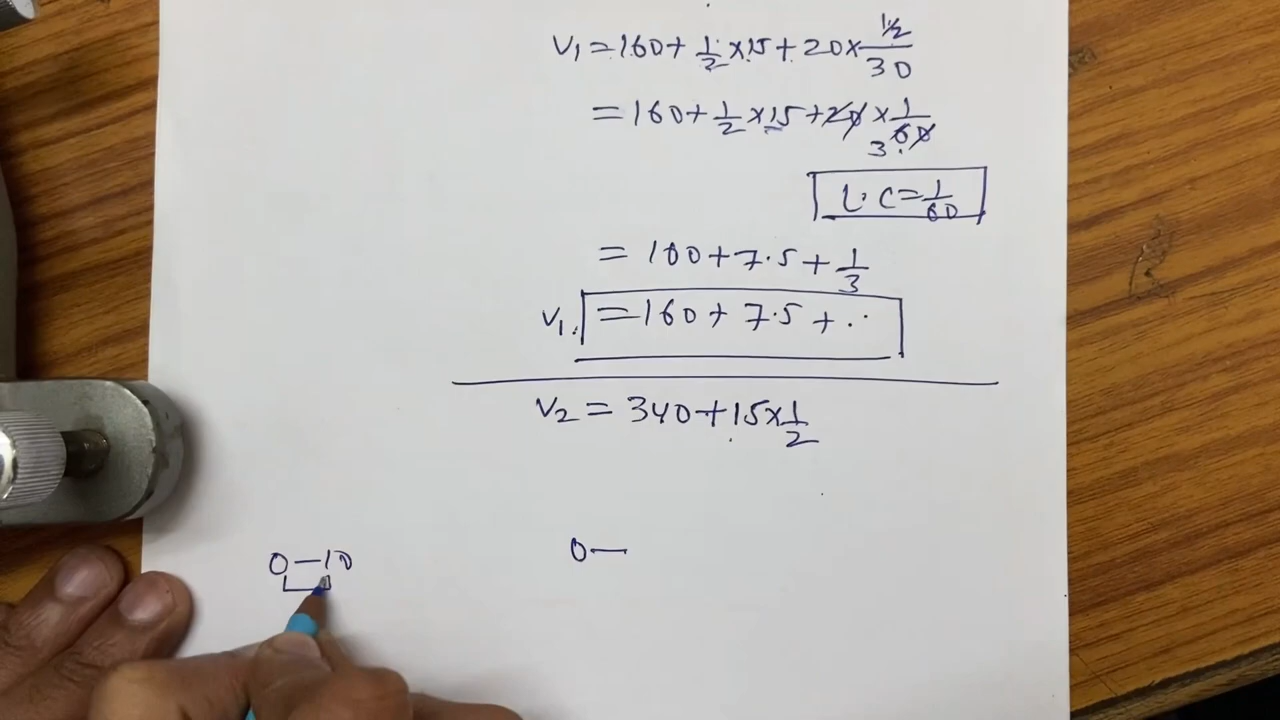 V1 = 160 + 1/2 × 15 + 20 × 1/2/30
= 160 + 1/2 × 15 + 20 × 1/60
3
L.C = 1/60
= 160 + 7.5 + 1/3
V1. = 160 + 7.5 + ..
V2 = 340 + 15 × 1/2
0 — 10 0 —